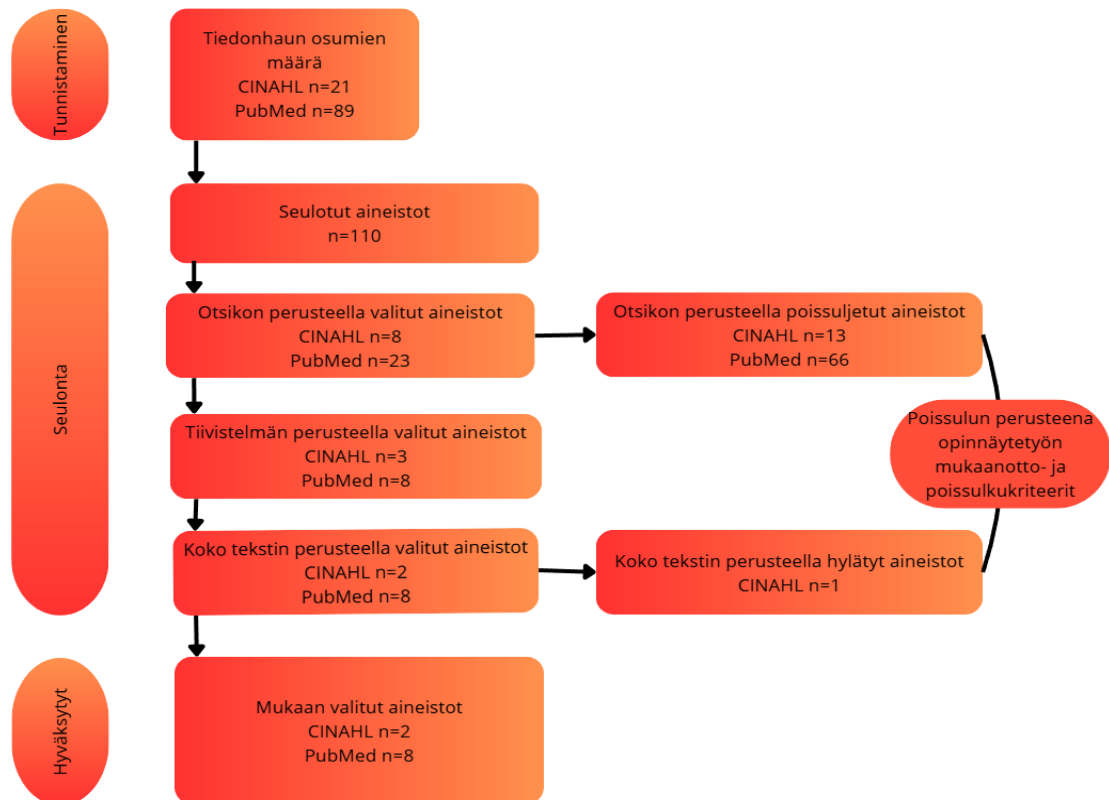 Tunnistaminen
Tiedonhaun osumien
määrä
CINAHL n=21
PubMed n=89
Seulonta
Seulotut aineistot
n=110
Otsikon perusteella valitut aineistot
CINAHL n=8
PubMed n=23
Otsikon perusteella poissuljetut aineistot
CINAHL n=13
PubMed n=66
Tiivistelmän perusteella valitut aineistot
CINAHL n=3
PubMed n=8
Poissulun perusteena
opinnäytetyön
mukaanotto- ja
poissulkukriteerit
Koko tekstin perusteella valitut aineistot
CINAHL n=2
PubMed n=8
Koko tekstin perusteella hylätyt aineistot
CINAHL n=1
Hyväksytyt
Mukaan valitut aineistot
CINAHL n=2
PubMed n=8